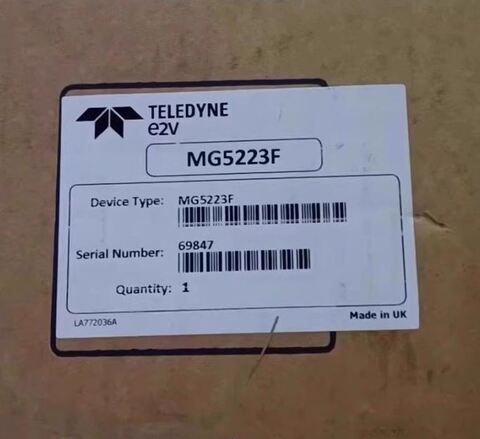 TELEDYNE
e2v
MG5223F
Device Type: MG5223F
Serial Number: 69847
Quantity: 1
LA772036A
Made in UK